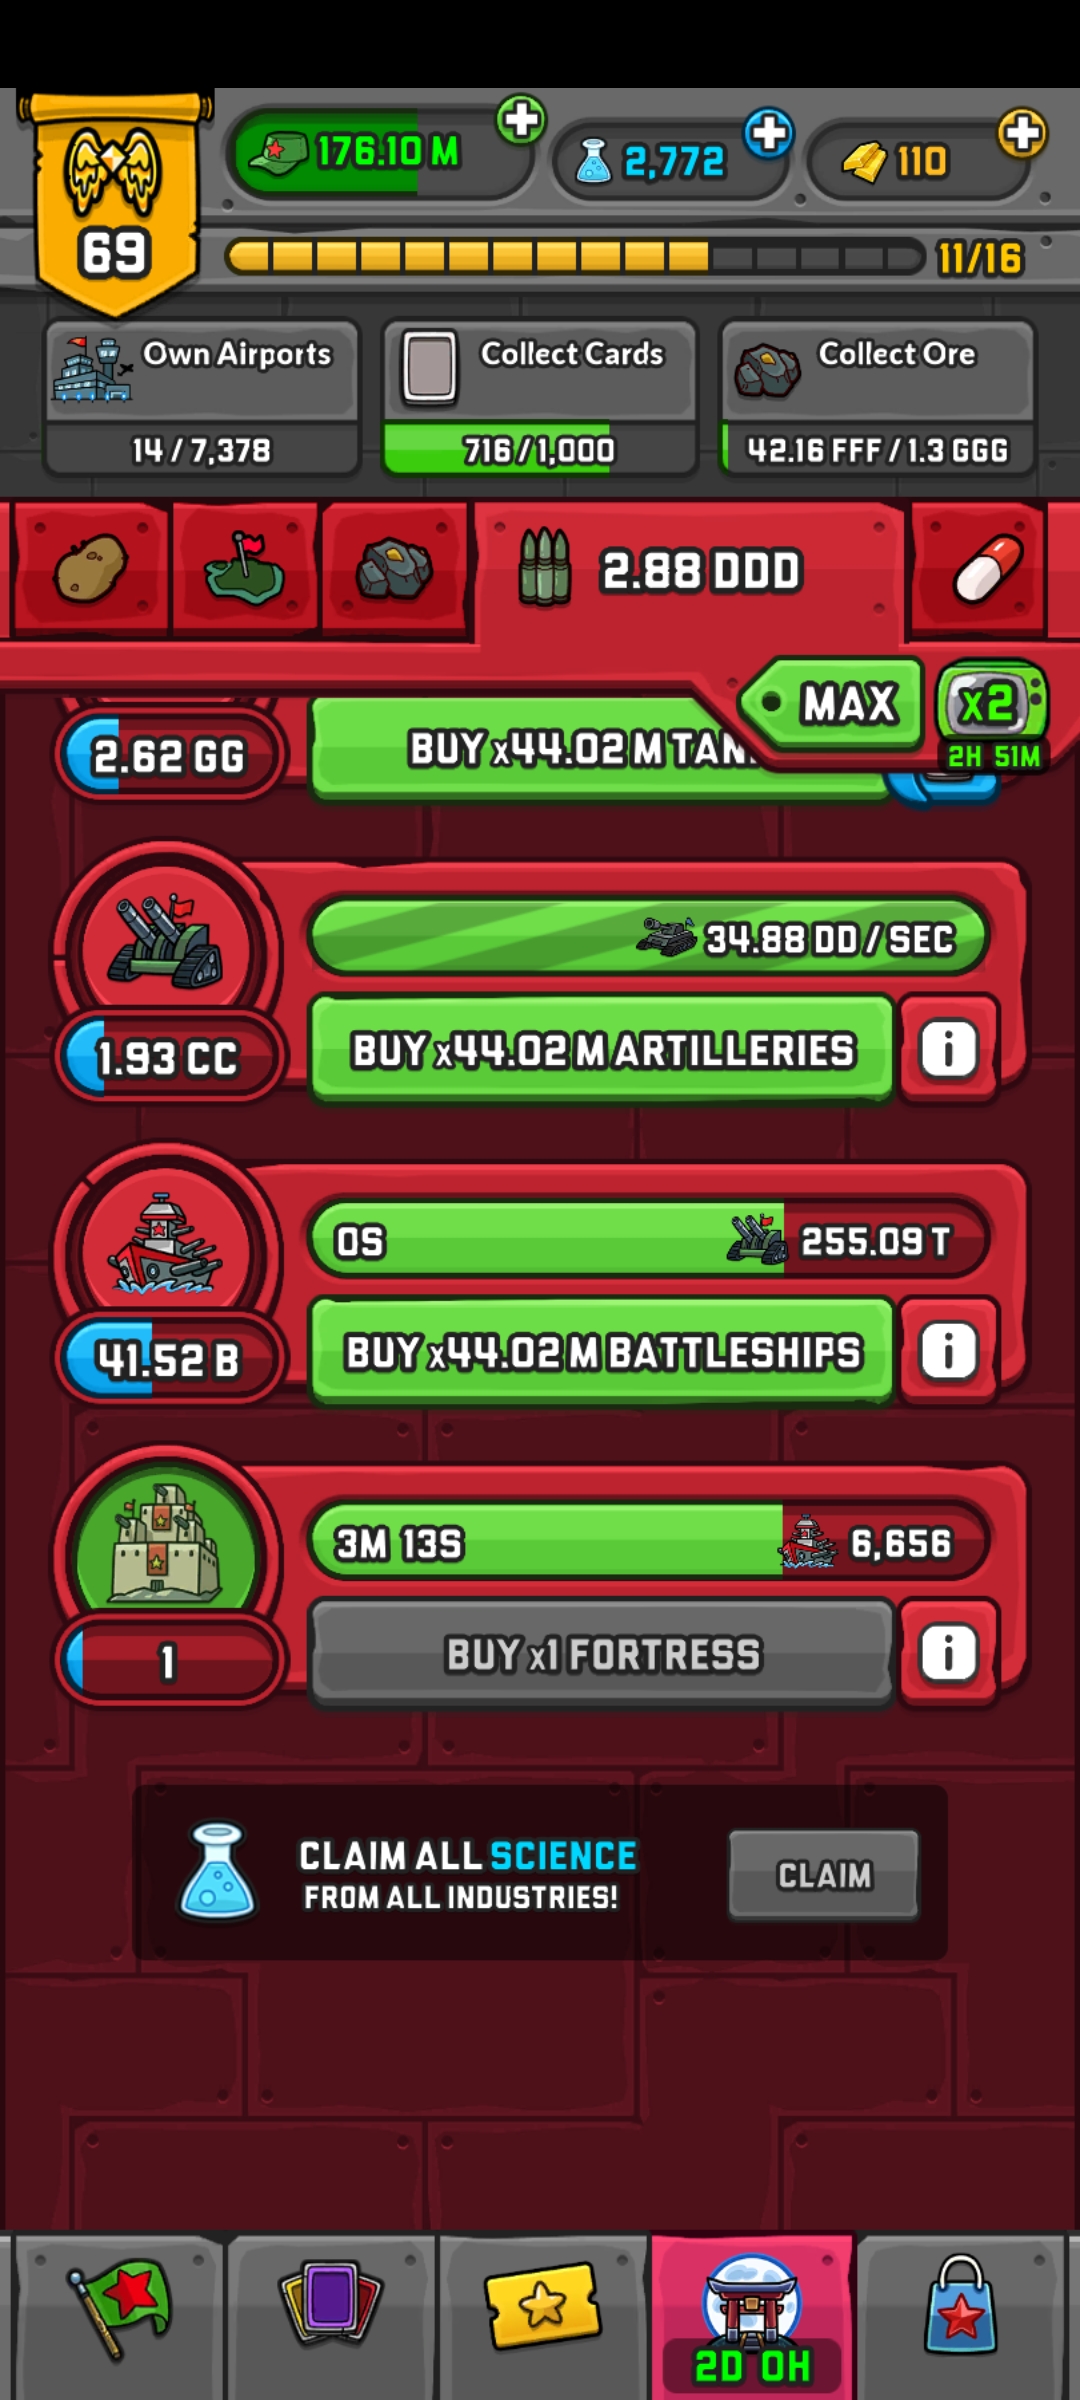 69
176.10 M
2,772
110
11/16
Own Airports
14 / 7,378
Collect Cards
716 / 1,000
Collect Ore
42.16 FFF / 1.3 GGG
2.88 DDD
MAX
x2
2H 51M
2.62 GG
BUY x44.02 M TAN
34.88 DD / SEC
1.93 CC
BUY x44.02 M ARTILLERIES
0S
255.09 T
41.52 B
BUY x44.02 M BATTLESHIPS
3M 13S
6,656
1
BUY x1 FORTRESS
CLAIM ALL SCIENCE
FROM ALL INDUSTRIES!
CLAIM
2D 0H